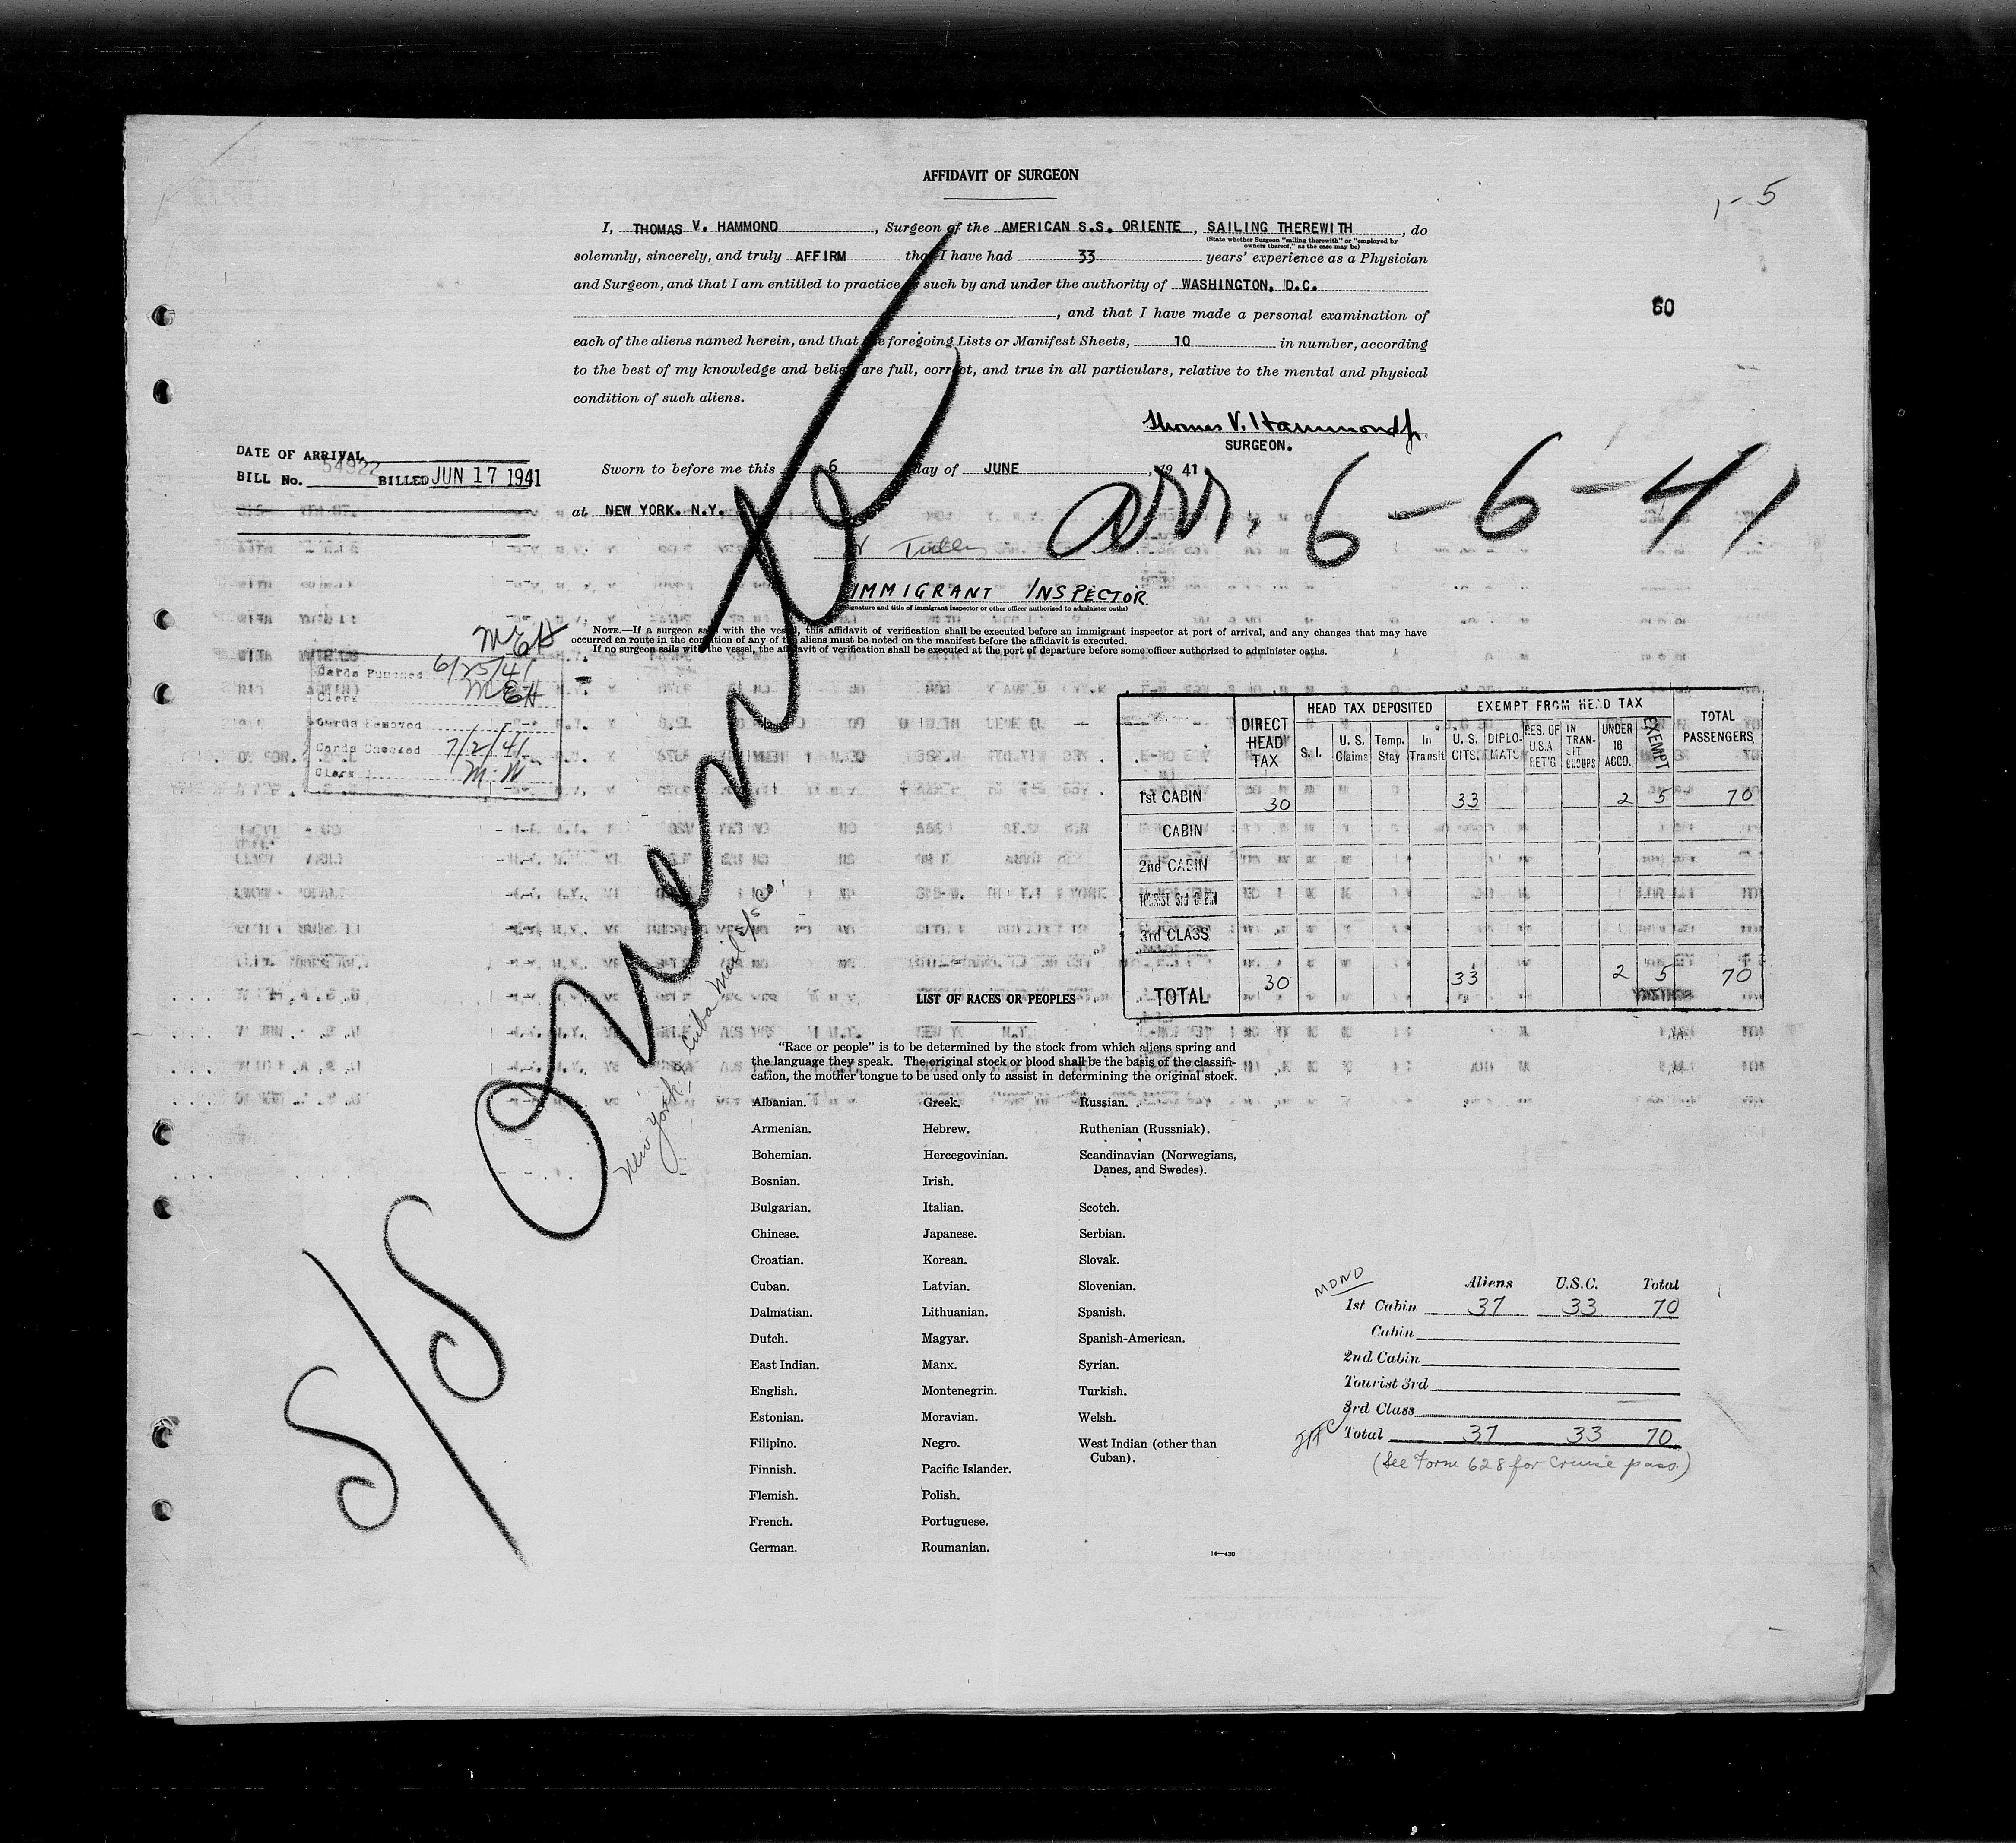 AFFIDAVIT OF SURGEON
1-5
I, THOMAS V. HAMMOND, Surgeon of the AMERICAN S.S. ORIENTE, SAILING THEREWITH, do
(State whether Surgeon "sailing therewith" or "employed by
owners thereof," as the case may be)
solemnly, sincerely, and truly AFFIRM that I have had 33 years' experience as a Physician
and Surgeon, and that I am entitled to practice such by and under the authority of WASHINGTON, D.C.
, and that I have made a personal examination of
60
each of the aliens named herein, and that the foregoing Lists or Manifest Sheets, 10 in number, according
to the best of my knowledge and belief are full, correct, and true in all particulars, relative to the mental and physical
condition of such aliens.
Thomas V. Hammond Jr.
SURGEON.
DATE OF ARRIVAL
BILL No. 54922 BILLED JUN 17 1941
Sworn to before me this 6 day of JUNE, 19 41
at NEW YORK. N.Y.
arr. 6-6-41
Tulley
IMMIGRANT INSPECTOR
(Signature and title of immigrant inspector or other officer authorized to administer oaths)
NOTE.—If a surgeon sails with the vessel, this affidavit of verification shall be executed before an immigrant inspector at port of arrival, and any changes that may have
occurred en route in the condition of any of the aliens must be noted on the manifest before the affidavit is executed.
If no surgeon sails with the vessel, the affidavit of verification shall be executed at the port of departure before some officer authorized to administer oaths.
MEH
Cards Punched 6/25/41
Clerk MEH
Cards Removed
Cards Checked 7/2/41
Clerk M.W.
S/S Oriente
New York & Cuba Mail S/S Co.
DIRECT HEAD TAX
HEAD TAX DEPOSITED
EXEMPT FROM HEAD TAX
TOTAL PASSENGERS
S. I. U. S. Claims Temp. Stay In Transit U. S. CITS. DIPLO-MATS RES. OF U.S.A RET'G IN TRAN-SIT GROUPS UNDER 16 ACCD. EXEMPT
1st CABIN 30 33 2 5 70
CABIN
2nd CABIN
TOURIST 3rd CABIN
3rd CLASS
TOTAL 30 33 2 5 70
LIST OF RACES OR PEOPLES
"Race or people" is to be determined by the stock from which aliens spring and
the language they speak. The original stock or blood shall be the basis of the classifi-
cation, the mother tongue to be used only to assist in determining the original stock.
Albanian.
Armenian.
Bohemian.
Bosnian.
Bulgarian.
Chinese.
Croatian.
Cuban.
Dalmatian.
Dutch.
East Indian.
English.
Estonian.
Filipino.
Finnish.
Flemish.
French.
German.
Greek.
Hebrew.
Hercegovinian.
Irish.
Italian.
Japanese.
Korean.
Latvian.
Lithuanian.
Magyar.
Manx.
Montenegrin.
Moravian.
Negro.
Pacific Islander.
Polish.
Portuguese.
Roumanian.
Russian.
Ruthenian (Russniak).
Scandinavian (Norwegians,
Danes, and Swedes).
Scotch.
Serbian.
Slovak.
Slovenian.
Spanish.
Spanish-American.
Syrian.
Turkish.
Welsh.
West Indian (other than
Cuban).
14—430
MONO
Aliens U.S.C. Total
1st Cabin 37 33 70
Cabin
2nd Cabin
Tourist 3rd
3rd Class
Total 37 33 70
(See Form 628 for cruise pass.)